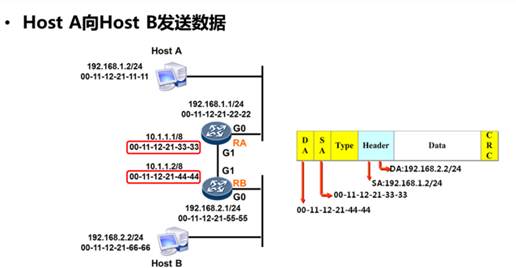 • Host A向Host B发送数据
Host A
192.168.1.2/24
00-11-12-21-11-11
192.168.1.1/24
00-11-12-21-22-22
G0
RA
10.1.1.1/8
00-11-12-21-33-33
G1
10.1.1.2/8
00-11-12-21-44-44
G1
RB
G0
192.168.2.1/24
00-11-12-21-55-55
192.168.2.2/24
00-11-12-21-66-66
Host B
DA
SA
Type
Header
Data
CRC
DA:192.168.2.2/24
SA:192.168.1.2/24
00-11-12-21-33-33
00-11-12-21-44-44